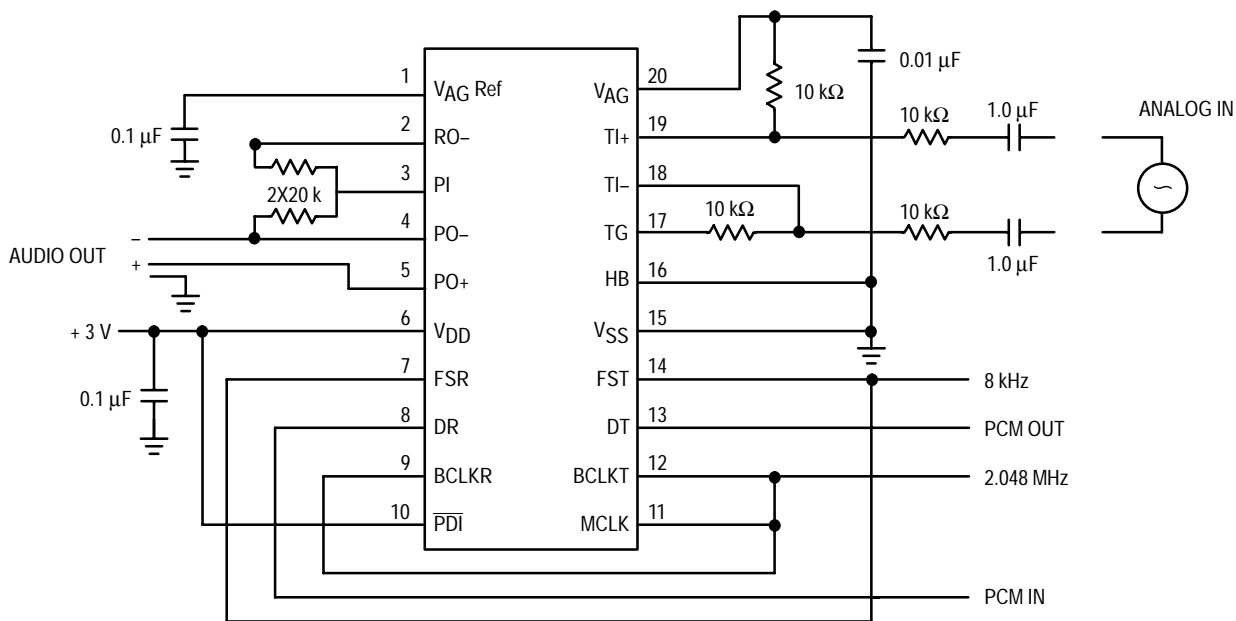 1
VAG Ref
0.1 µF
2
RO–
3
PI
2X20 k
4
PO–
AUDIO OUT
–
+
5
PO+
+ 3 V
6
VDD
0.1 µF
7
FSR
8
DR
9
BCLKR
10
PDI
20
VAG
10 kΩ
0.01 µF
19
TI+
10 kΩ
1.0 µF
ANALOG IN
18
TI–
17
TG
10 kΩ
10 kΩ
1.0 µF
∼
16
HB
15
VSS
14
FST
8 kHz
13
DT
PCM OUT
12
BCLKT
2.048 MHz
11
MCLK
PCM IN